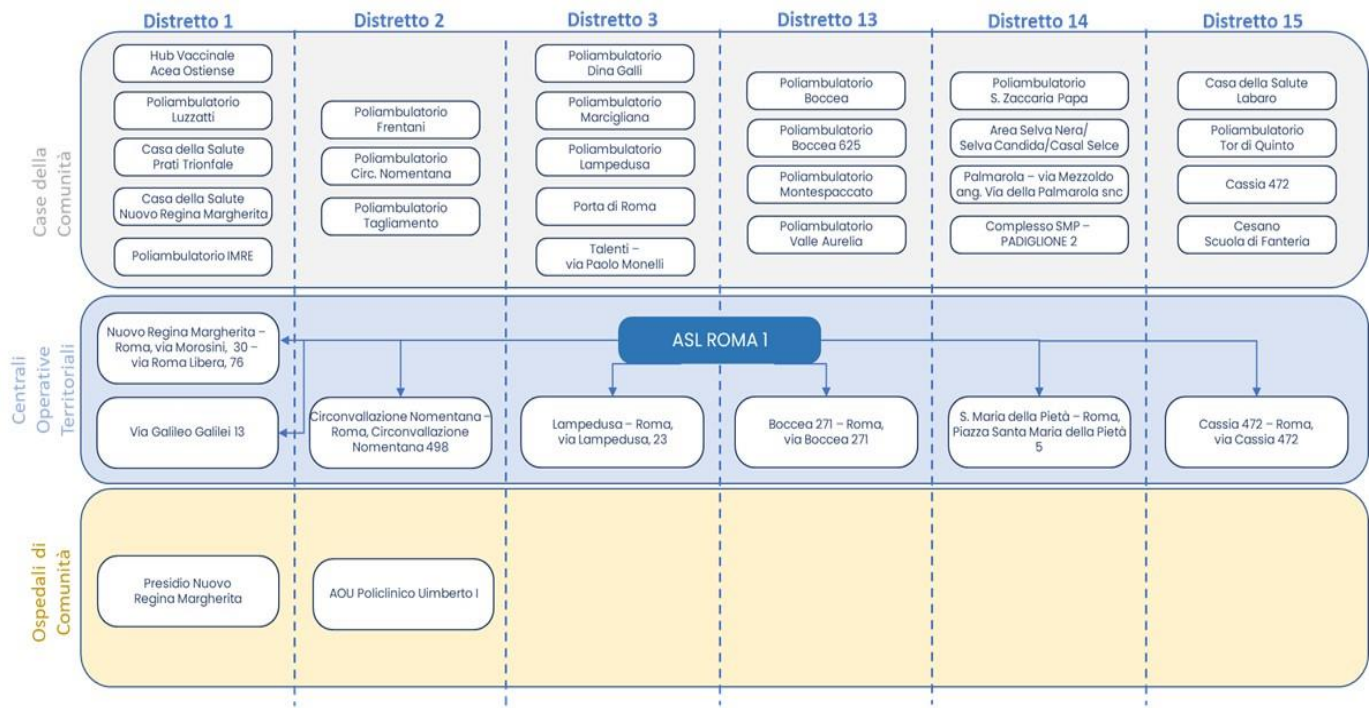 Distretto 1
Distretto 2
Distretto 3
Distretto 13
Distretto 14
Distretto 15
Case della
Comunità
Hub Vaccinale
Acea Ostiense
Poliambulatorio
Luzzatti
Casa della Salute
Prati Trionfale
Casa della Salute
Nuovo Regina Margherita
Poliambulatorio IMRE
Poliambulatorio
Frentani
Poliambulatorio
Circ. Nomentana
Poliambulatorio
Tagliamento
Poliambulatorio
Dina Galli
Poliambulatorio
Marcigliana
Poliambulatorio
Lampedusa
Porta di Roma
Talenti –
via Paolo Monelli
Poliambulatorio
Boccea
Poliambulatorio
Boccea 625
Poliambulatorio
Montespaccato
Poliambulatorio
Valle Aurelia
Poliambulatorio
S. Zaccaria Papa
Area Selva Nera/
Selva Candida/Casal Selce
Palmarola – via Mezzoldo
ang. Via della Palmarola snc
Complesso SMP –
PADIGLIONE 2
Casa della Salute
Labaro
Poliambulatorio
Tor di Quinto
Cassia 472
Cesano
Scuola di Fanteria
Centrali
Operative
Territoriali
ASL ROMA 1
Nuovo Regina Margherita –
Roma, via Morosini, 30 –
via Roma Libera, 76
Via Galileo Galilei 13
Circonvallazione Nomentana –
Roma, Circonvallazione
Nomentana 498
Lampedusa – Roma,
via Lampedusa, 23
Boccea 271 – Roma,
via Boccea 271
S. Maria della Pietà – Roma,
Piazza Santa Maria della Pietà
5
Cassia 472 – Roma,
via Cassia 472
Ospedali di
Comunità
Presidio Nuovo
Regina Margherita
AOU Policlinico Uimberto I